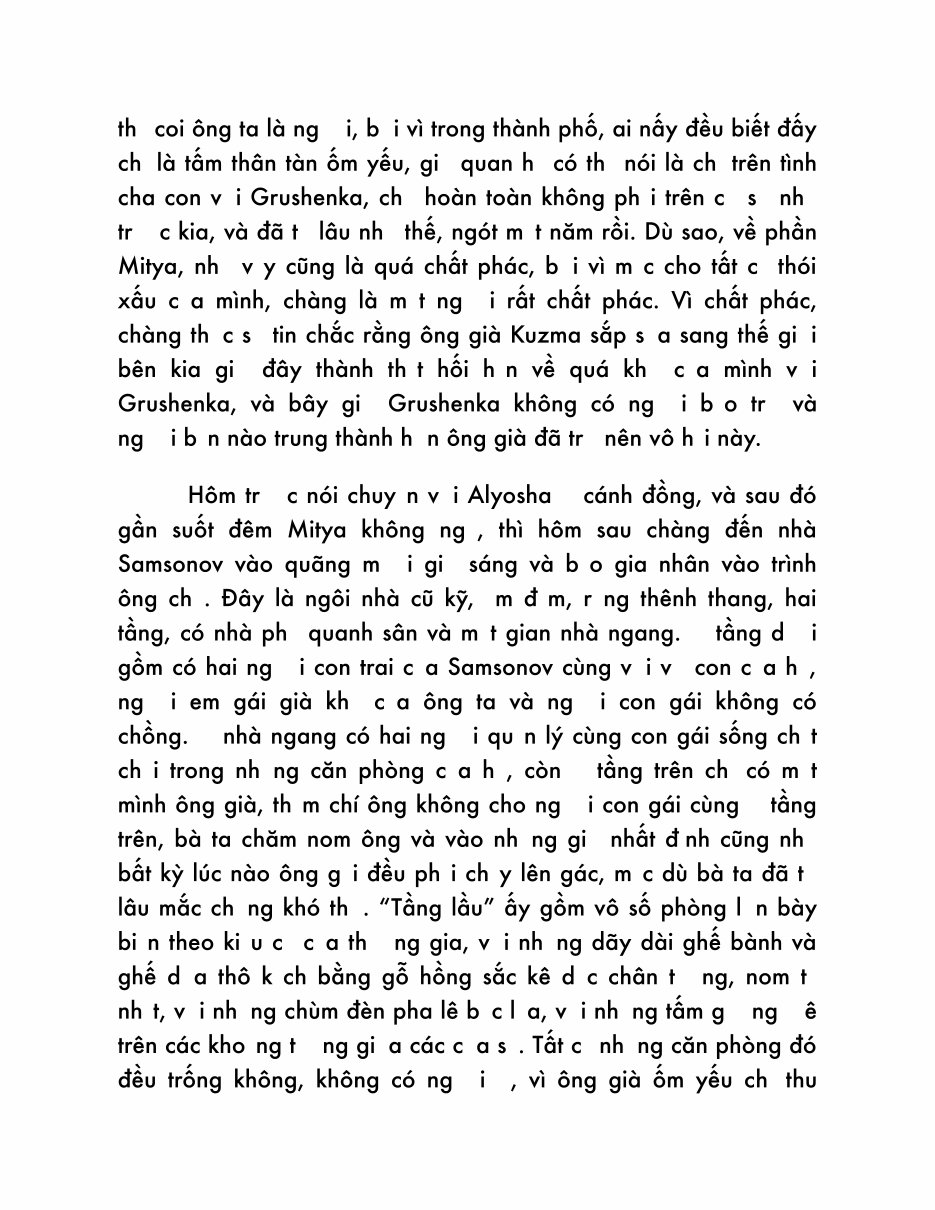 th coi ông ta là ng i, b i vì trong thành phố, ai nấy đều biết đấy
ch là tấm thân tàn ốm yếu, gi quan h có th nói là ch trên tình
cha con v i Grushenka, ch hoàn toàn không ph i trên c s nh
tr c kia, và đã t lâu nh thế, ngót m t năm rồi. Dù sao, về phần
Mitya, nh v y cũng là quá chất phác, b i vì m c cho tất c thói
xấu c a mình, chàng là m t ng i rất chất phác. Vì chất phác,
chàng th c s tin chắc rằng ông già Kuzma sắp s a sang thế gi i
bên kia gi đây thành th t hối h n về quá kh c a mình v i
Grushenka, và bây gi Grushenka không có ng i b o tr và
ng i b n nào trung thành h n ông già đã tr nên vô h i này.
Hôm tr c nói chuy n v i Alyosha cánh đồng, và sau đó
gần suốt đêm Mitya không ng , thì hôm sau chàng đến nhà
Samsonov vào quãng m i gi sáng và b o gia nhân vào trình
ông ch . Đây là ngôi nhà cũ kỹ, m đ m, r ng thênh thang, hai
tầng, có nhà ph quanh sân và m t gian nhà ngang. tầng d i
gồm có hai ng i con trai c a Samsonov cùng v i v con c a h ,
ng i em gái già kh c a ông ta và ng i con gái không có
chồng. nhà ngang có hai ng i qu n lý cùng con gái sống ch t
ch i trong nh ng căn phòng c a h , còn tầng trên ch có m t
mình ông già, th m chí ông không cho ng i con gái cùng tầng
trên, bà ta chăm nom ông và vào nh ng gi nhất đ nh cũng nh
bất kỳ lúc nào ông g i đều ph i ch y lên gác, m c dù bà ta đã t
lâu mắc ch ng khó th . “Tầng lầu” ấy gồm vô số phòng l n bày
bi n theo ki u c c a th ng gia, v i nh ng dãy dài ghế bành và
ghế d a thô k ch bằng gỗ hồng sắc kê d c chân t ng, nom t
nh t, v i nh ng chùm đèn pha lê b c l a, v i nh ng tấm g ng ê
trên các kho ng t ng gi a các c a s . Tất c nh ng căn phòng đó
đều trống không, không có ng i , vì ông già ốm yếu ch thu